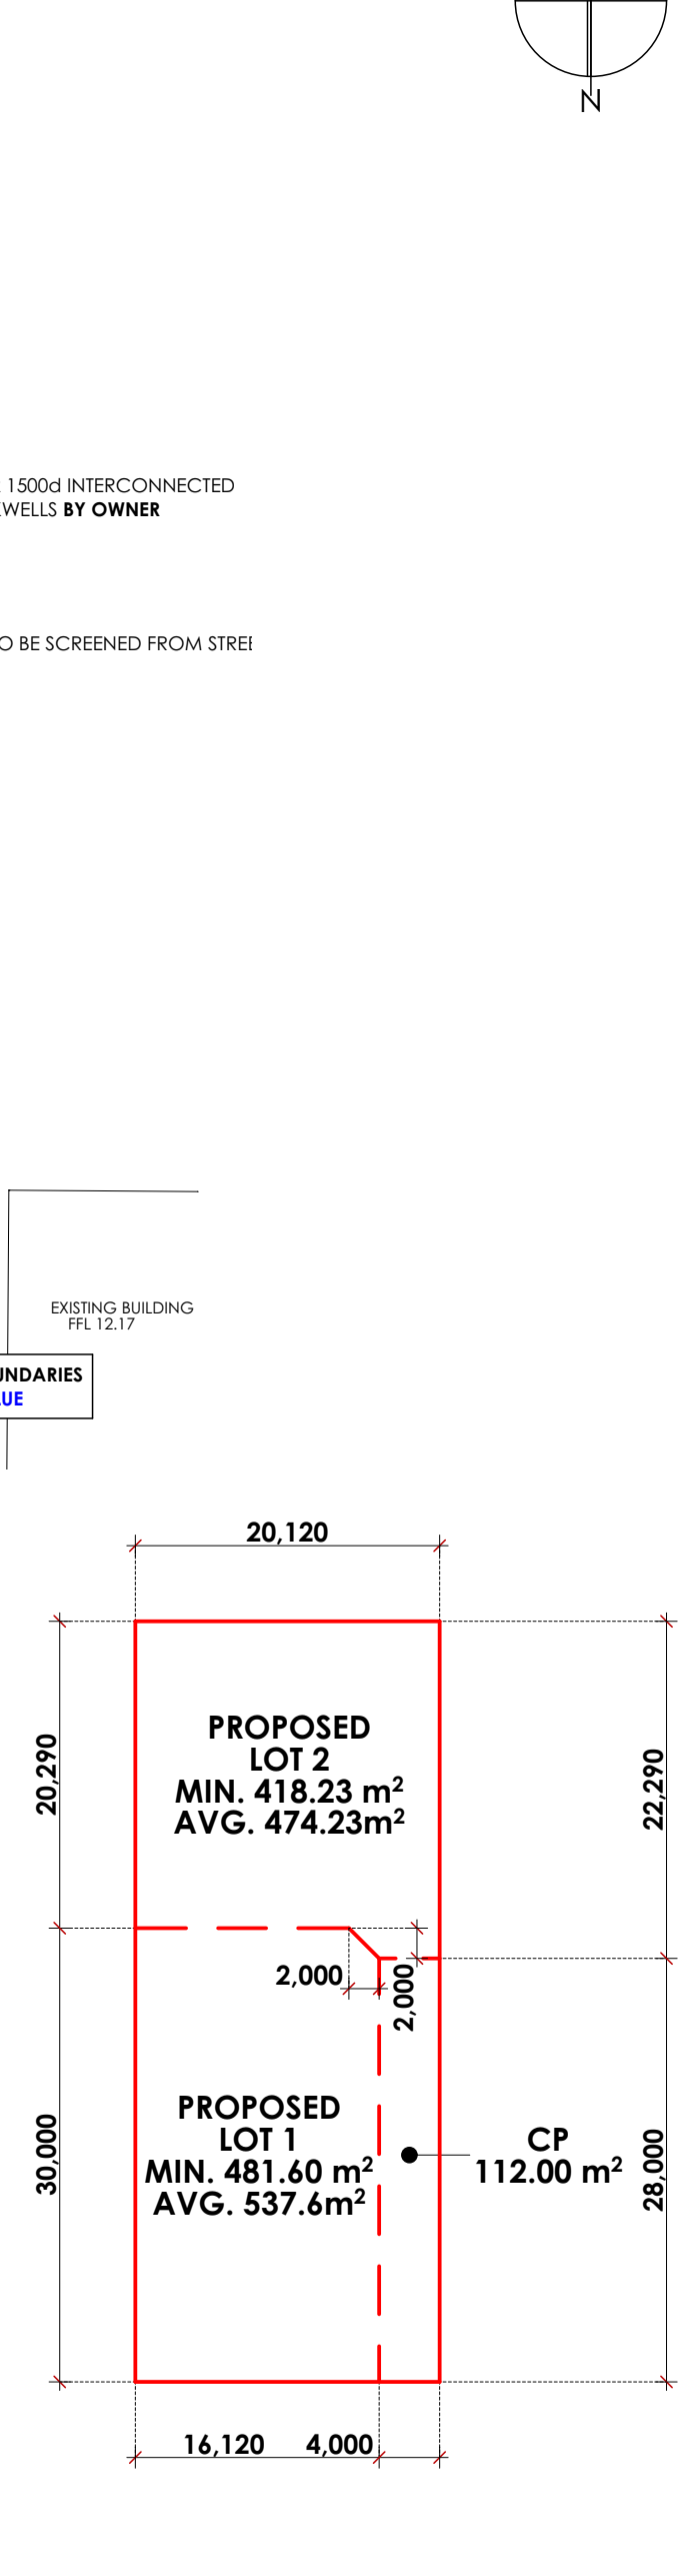 N
1500d INTERCONNECTED
WELLS BY OWNER
O BE SCREENED FROM STREE
EXISTING BUILDING
FFL 12.17
UNDARIES
UE
20,120
20,290
22,290
PROPOSED
LOT 2
MIN. 418.23 m²
AVG. 474.23m²
2,000
2,000
30,000
28,000
PROPOSED
LOT 1
MIN. 481.60 m²
AVG. 537.6m²
CP
112.00 m²
16,120
4,000